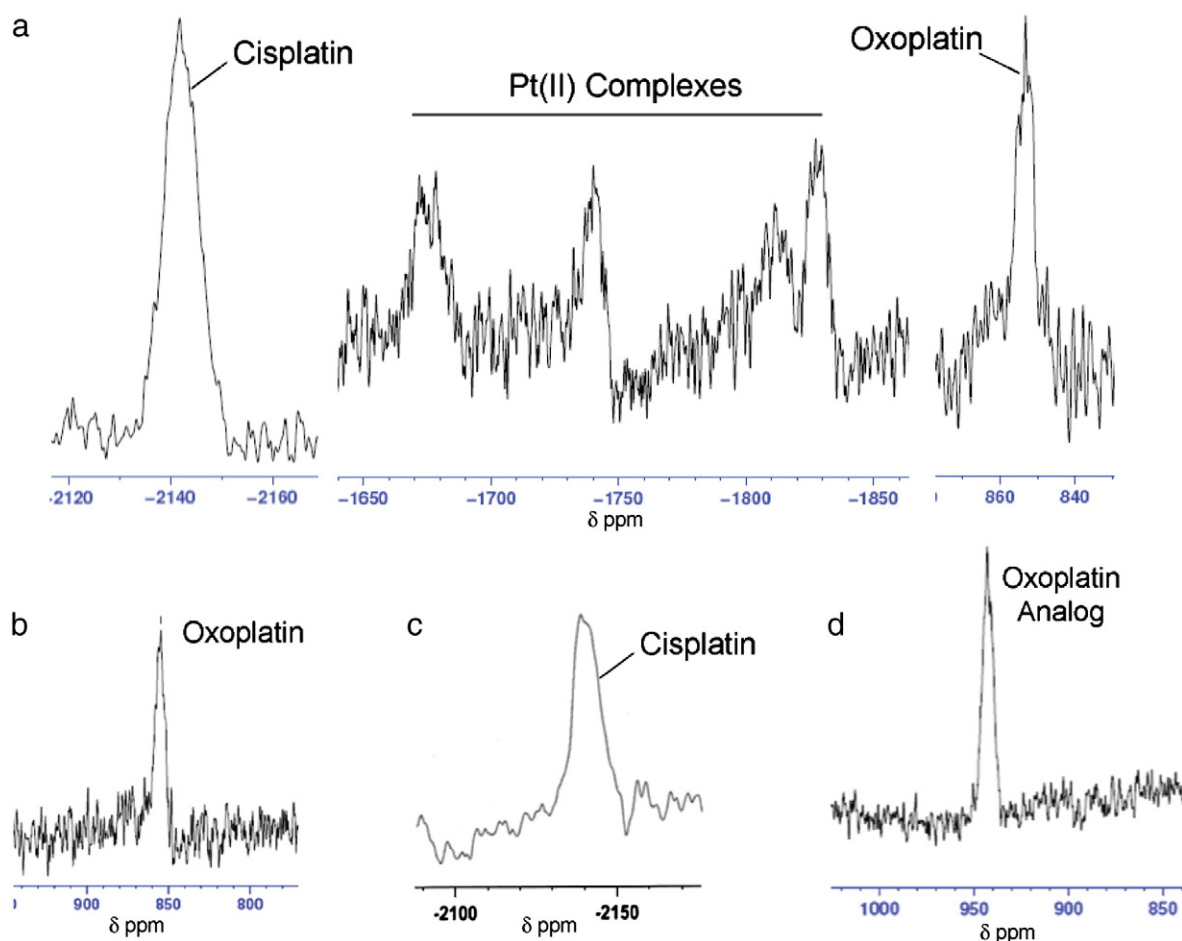 a
Cisplatin
Pt(II) Complexes
Oxoplatin
-2120 -2140 -2160
-1650 -1700 -1750 -1800 -1850
860 840
δ ppm
b
Oxoplatin
c
Cisplatin
d
Oxoplatin
Analog
900 850 800
δ ppm
-2100 -2150
δ ppm
1000 950 900 850
δ ppm